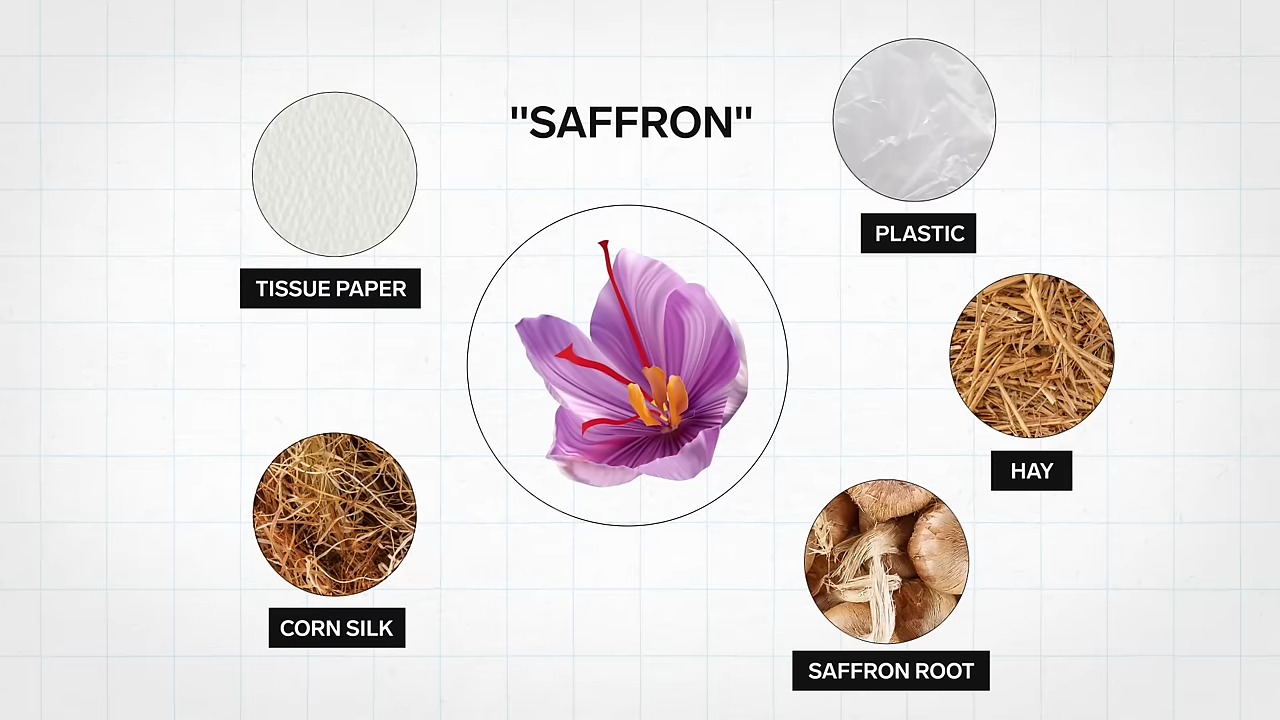 "SAFFRON"
PLASTIC
TISSUE PAPER
HAY
CORN SILK
SAFFRON ROOT